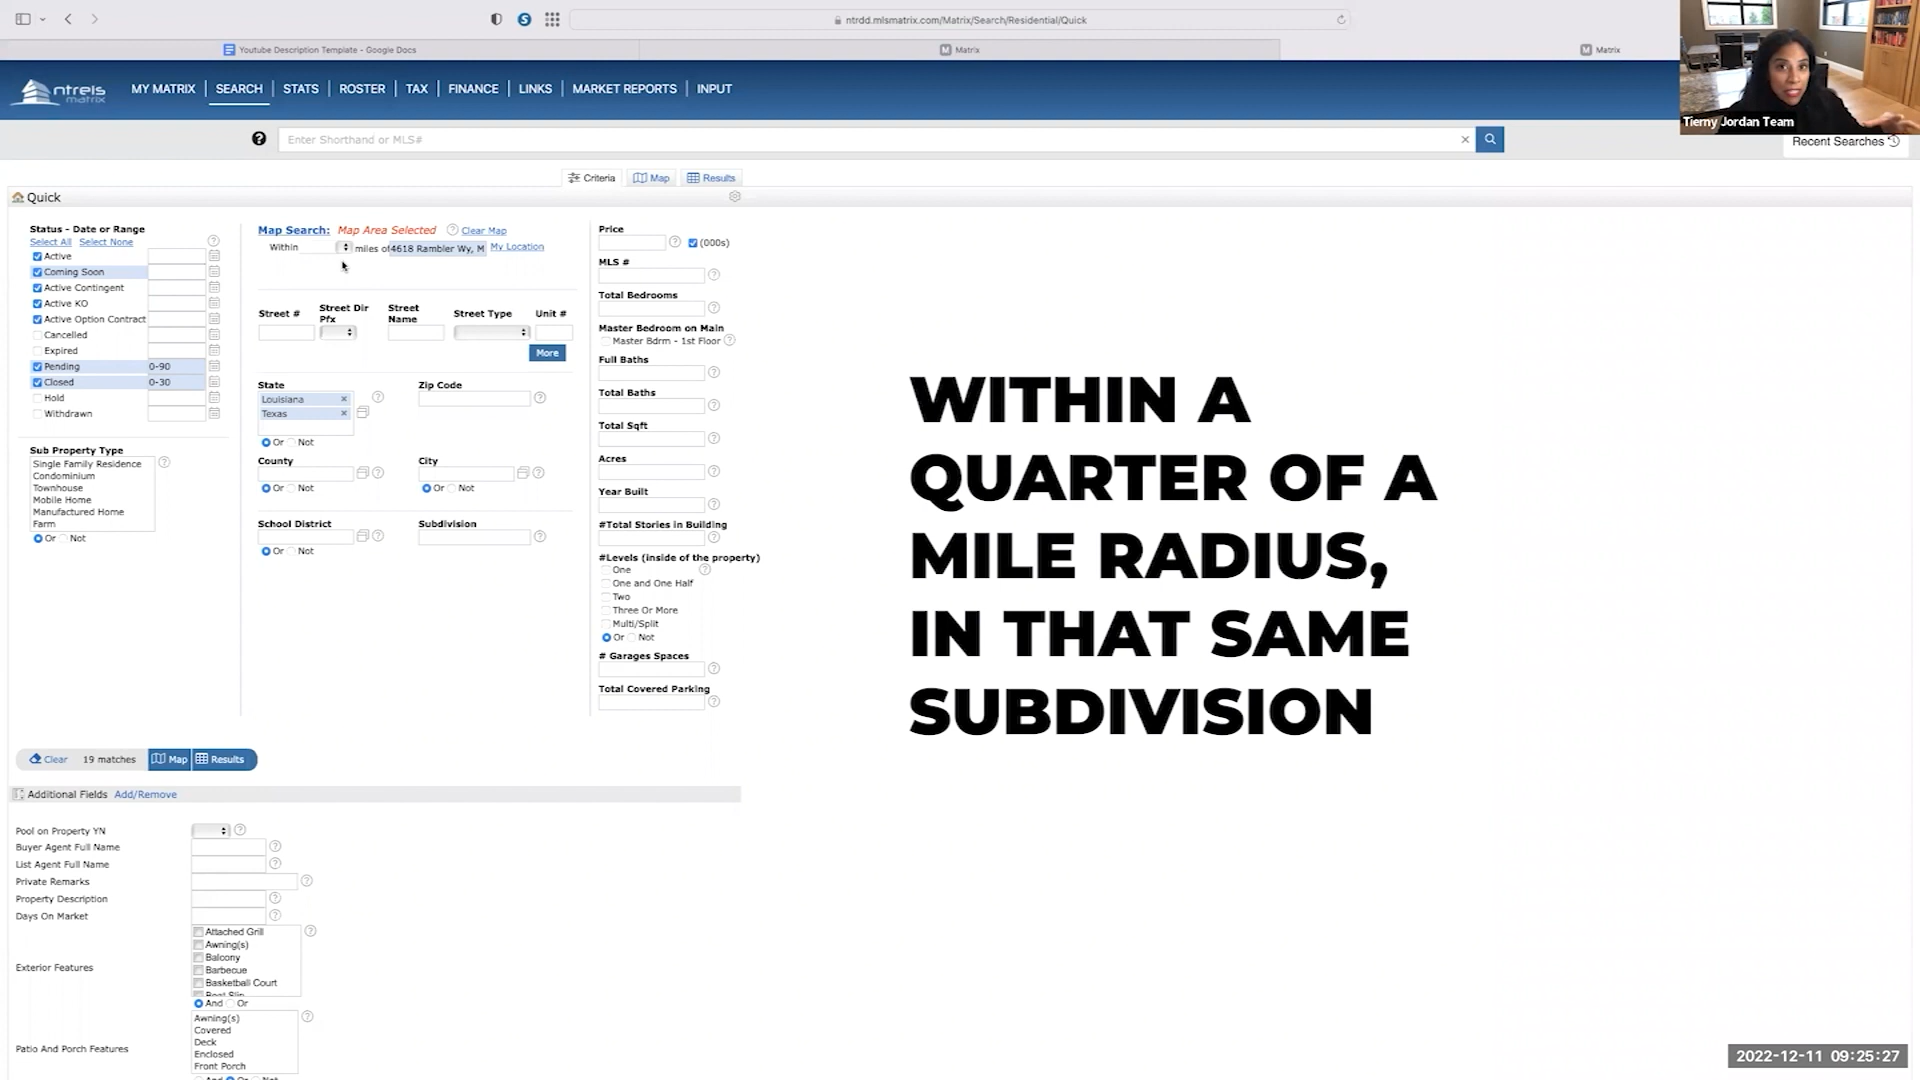 ntrdd.mlsmatrix.com/Matrix/Search/Residential/Quick
Youtube Description Template - Google Docs
Matrix
Matrix
ntreis
matrix
MY MATRIX
SEARCH
STATS
ROSTER
TAX
FINANCE
LINKS
MARKET REPORTS
INPUT
Tierny Jordan Team
Enter Shorthand or MLS#
Recent Searches
Criteria
Map
Results
Quick
Status - Date or Range
Select All Select None
Active
Coming Soon
Active Contingent
Active KO
Active Option Contract
Cancelled
Expired
Pending 0-90
Closed 0-30
Hold
Withdrawn
Sub Property Type
Single Family Residence
Condominium
Townhouse
Mobile Home
Manufactured Home
Farm
Or Not
Map Search: Map Area Selected Clear Map
Within miles of 4618 Rambler Wy, M My Location
Street # Street Dir Pfx Street Name Street Type Unit #
More
State
Louisiana
Texas
Or Not
Zip Code
County
Or Not
City
Or Not
School District
Or Not
Subdivision
Price
(000s)
MLS #
Total Bedrooms
Master Bedroom on Main
Master Bdrm - 1st Floor
Full Baths
Total Baths
Total Sqft
Acres
Year Built
#Total Stories in Building
#Levels (inside of the property)
One
One and One Half
Two
Three Or More
Multi/Split
Or Not
# Garages Spaces
Total Covered Parking
WITHIN A
QUARTER OF A
MILE RADIUS,
IN THAT SAME
SUBDIVISION
Clear 19 matches Map Results
Additional Fields Add/Remove
Pool on Property YN
Buyer Agent Full Name
List Agent Full Name
Private Remarks
Property Description
Days On Market
Exterior Features
Attached Grill
Awning(s)
Balcony
Barbecue
Basketball Court
Boat Slip
And Or
Patio And Porch Features
Awning(s)
Covered
Deck
Enclosed
Front Porch
And Or Not
2022-12-11 09:25:27